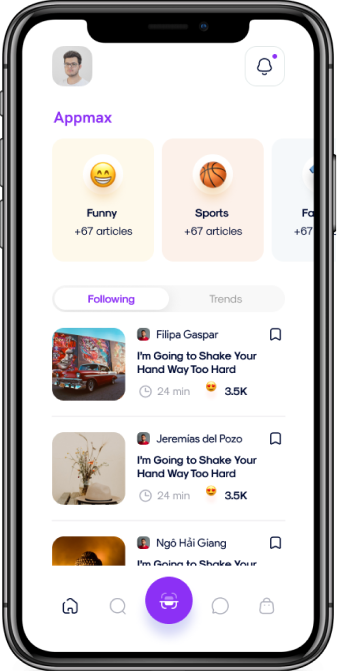 Appmax
Funny
+67 articles
Sports
+67 articles
Fa
+67
Following
Trends
Filipa Gaspar
I'm Going to Shake Your
Hand Way Too Hard
24 min
3.5K
Jeremías del Pozo
I'm Going to Shake Your
Hand Way Too Hard
24 min
3.5K
Ngô Hải Giang
I'm Going to Shake Your